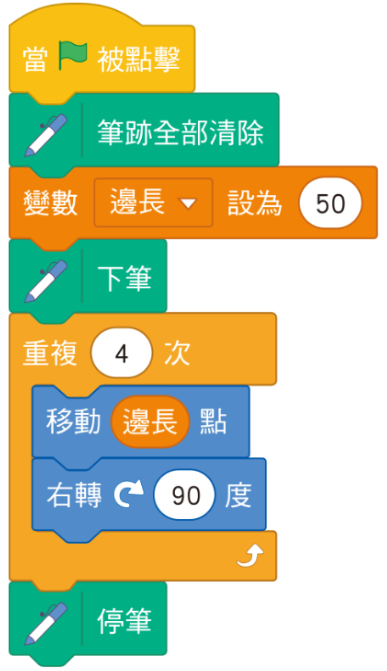 當 被點擊
筆跡全部清除
變數 邊長 設為 50
下筆
重複 4 次
移動 邊長 點
右轉 90 度
停筆